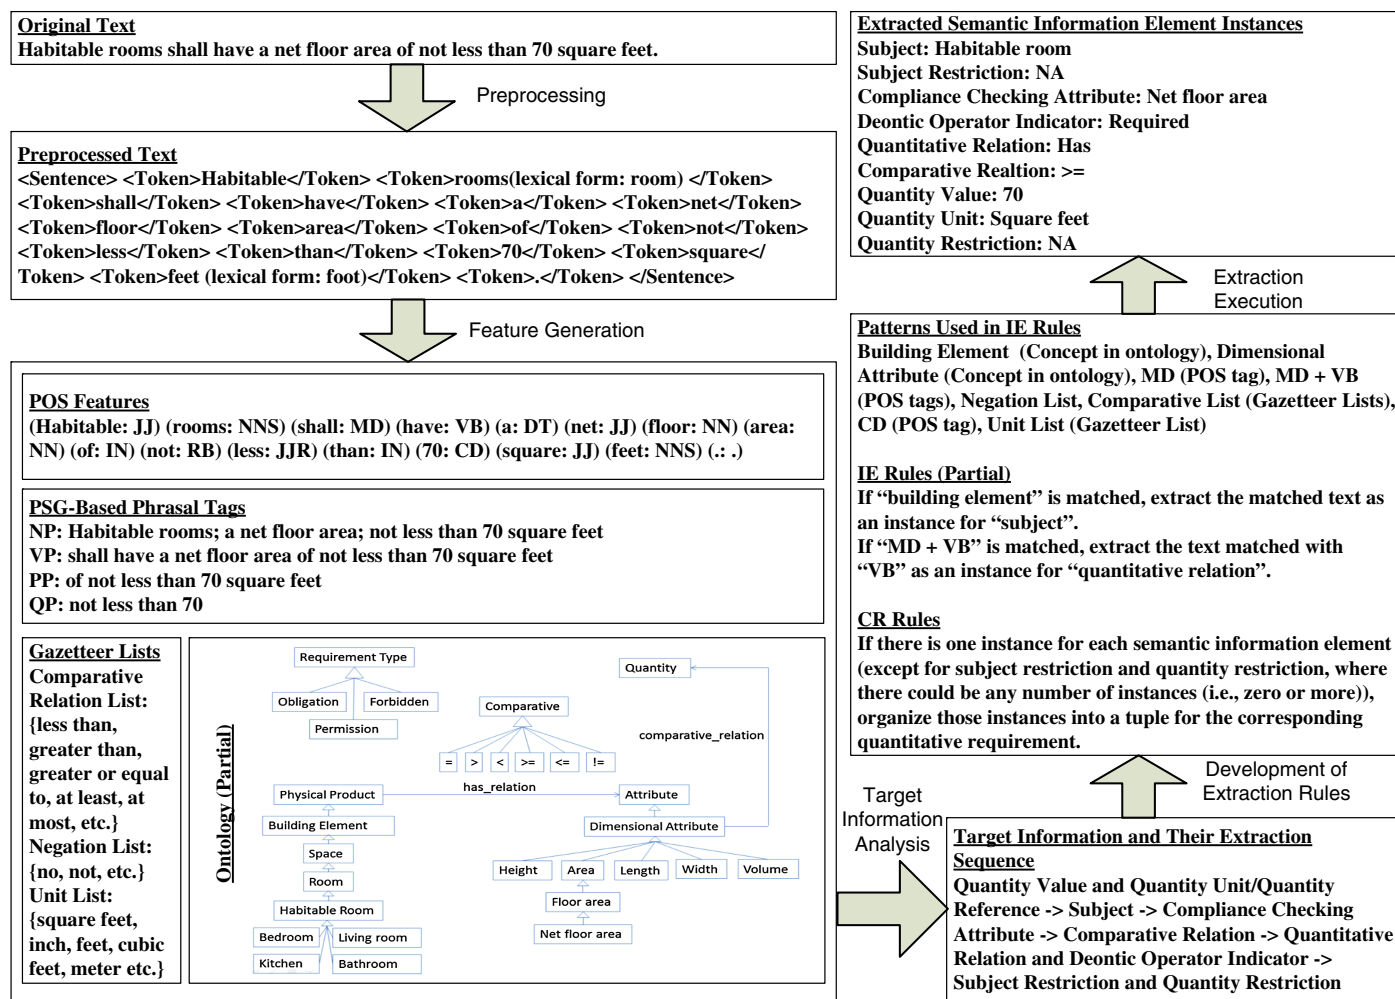 Original Text
Habitable rooms shall have a net floor area of not less than 70 square feet.
Preprocessing
Preprocessed Text
<Sentence> <Token>Habitable</Token> <Token>rooms(lexical form: room) </Token>
<Token>shall</Token> <Token>have</Token> <Token>a</Token> <Token>net</Token>
<Token>floor</Token> <Token>area</Token> <Token>of</Token> <Token>not</Token>
<Token>less</Token> <Token>than</Token> <Token>70</Token> <Token>square</
Token> <Token>feet (lexical form: foot)</Token> <Token>.</Token> </Sentence>
Feature Generation
POS Features
(Habitable: JJ) (rooms: NNS) (shall: MD) (have: VB) (a: DT) (net: JJ) (floor: NN) (area:
NN) (of: IN) (not: RB) (less: JJR) (than: IN) (70: CD) (square: JJ) (feet: NNS) (.: .)
PSG-Based Phrasal Tags
NP: Habitable rooms; a net floor area; not less than 70 square feet
VP: shall have a net floor area of not less than 70 square feet
PP: of not less than 70 square feet
QP: not less than 70
Gazetteer Lists
Comparative
Relation List:
{less than,
greater than,
greater or equal
to, at least, at
most, etc.}
Negation List:
{no, not, etc.}
Unit List:
{square feet,
inch, feet, cubic
feet, meter etc.}
Ontology (Partial)
Requirement Type
Obligation
Forbidden
Permission
Comparative
=
>
<
>=
<=
!=
Quantity
comparative_relation
Physical Product
has_relation
Attribute
Building Element
Dimensional Attribute
Space
Room
Habitable Room
Bedroom
Living room
Kitchen
Bathroom
Height
Area
Length
Width
Volume
Floor area
Net floor area
Target
Information
Analysis
Target Information and Their Extraction
Sequence
Quantity Value and Quantity Unit/Quantity
Reference -> Subject -> Compliance Checking
Attribute -> Comparative Relation -> Quantitative
Relation and Deontic Operator Indicator ->
Subject Restriction and Quantity Restriction
Development of
Extraction Rules
Patterns Used in IE Rules
Building Element (Concept in ontology), Dimensional
Attribute (Concept in ontology), MD (POS tag), MD + VB
(POS tags), Negation List, Comparative List (Gazetteer Lists),
CD (POS tag), Unit List (Gazetteer List)
IE Rules (Partial)
If “building element” is matched, extract the matched text as
an instance for “subject”.
If “MD + VB” is matched, extract the text matched with
“VB” as an instance for “quantitative relation”.
CR Rules
If there is one instance for each semantic information element
(except for subject restriction and quantity restriction, where
there could be any number of instances (i.e., zero or more)),
organize those instances into a tuple for the corresponding
quantitative requirement.
Extraction
Execution
Extracted Semantic Information Element Instances
Subject: Habitable room
Subject Restriction: NA
Compliance Checking Attribute: Net floor area
Deontic Operator Indicator: Required
Quantitative Relation: Has
Comparative Realtion: >=
Quantity Value: 70
Quantity Unit: Square feet
Quantity Restriction: NA